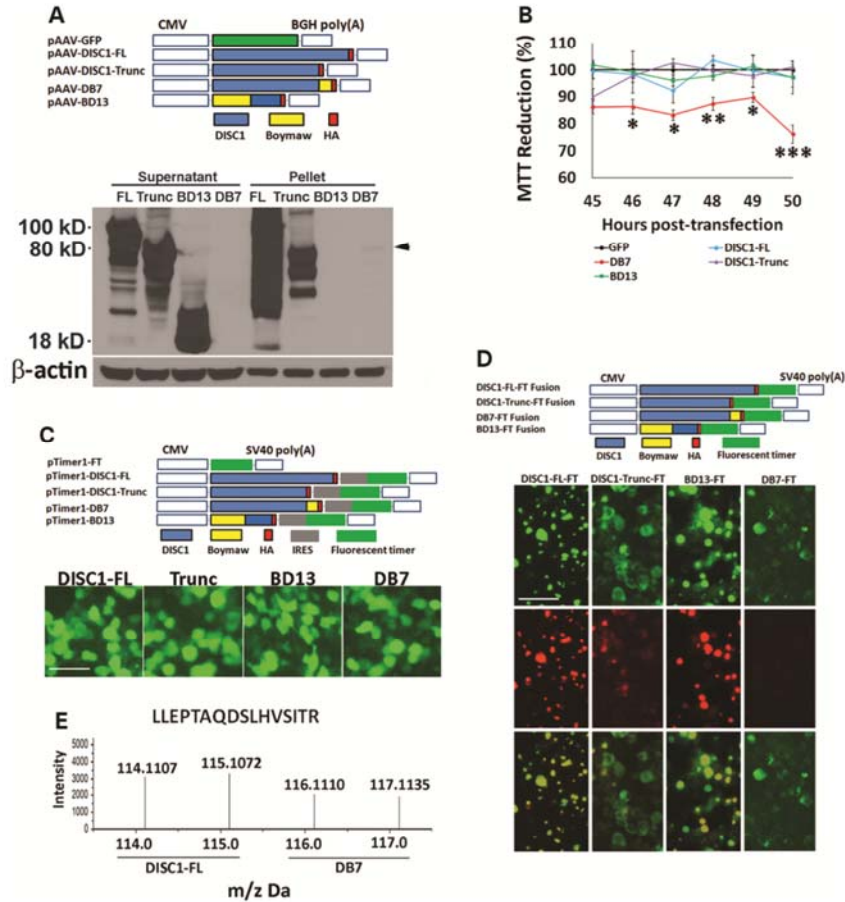 A
CMV BGH poly(A)
pAAV-GFP
pAAV-DISC1-FL
pAAV-DISC1-Trunc
pAAV-DB7
pAAV-BD13
DISC1 Boymaw HA
Supernatant Pellet
FL Trunc BD13 DB7 FL Trunc BD13 DB7
100 kD
80 kD
18 kD
β-actin
B
MTT Reduction (%)
120
110
100
90
80
70
60
* * ** * ***
45 46 47 48 49 50
Hours post-transfection
GFP DISC1-FL
DB7 DISC1-Trunc
BD13
C
CMV SV40 poly(A)
pTimer1-FT
pTimer1-DISC1-FL
pTimer1-DISC1-Trunc
pTimer1-DB7
pTimer1-BD13
DISC1 Boymaw HA IRES Fluorescent timer
DISC1-FL Trunc BD13 DB7
D
CMV SV40 poly(A)
DISC1-FL-FT Fusion
DISC1-Trunc-FT Fusion
DB7-FT Fusion
BD13-FT Fusion
DISC1 Boymaw HA Fluorescent timer
DISC1-FL-FT DISC1-Trunc-FT BD13-FT DB7-FT
E
LLEPTAQDSLHVSITR
Intensity
5000
4000
3000
2000
1000
0
114.1107 115.1072 116.1110 117.1135
114.0 115.0 116.0 117.0
DISC1-FL DB7
m/z Da